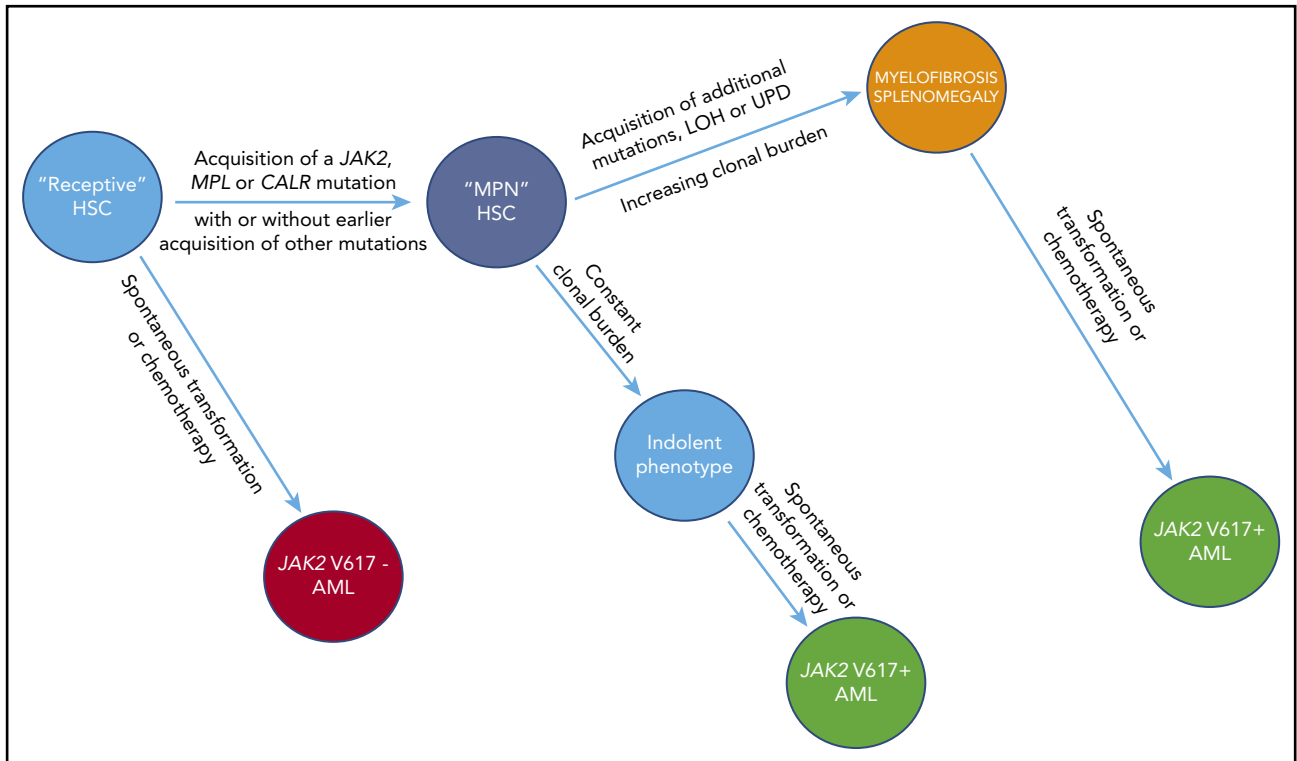 "Receptive"
HSC
Acquisition of a JAK2,
MPL or CALR mutation
with or without earlier
acquisition of other mutations
"MPN"
HSC
Acquisition of additional
mutations, LOH or UPD
Increasing clonal burden
MYELOFIBROSIS
SPLENOMEGALY
Spontaneous transformation
or chemotherapy
JAK2 V617 -
AML
Constant
clonal burden
Indolent
phenotype
Spontaneous
transformation or
chemotherapy
JAK2 V617+
AML
Spontaneous
transformation or
chemotherapy
JAK2 V617+
AML